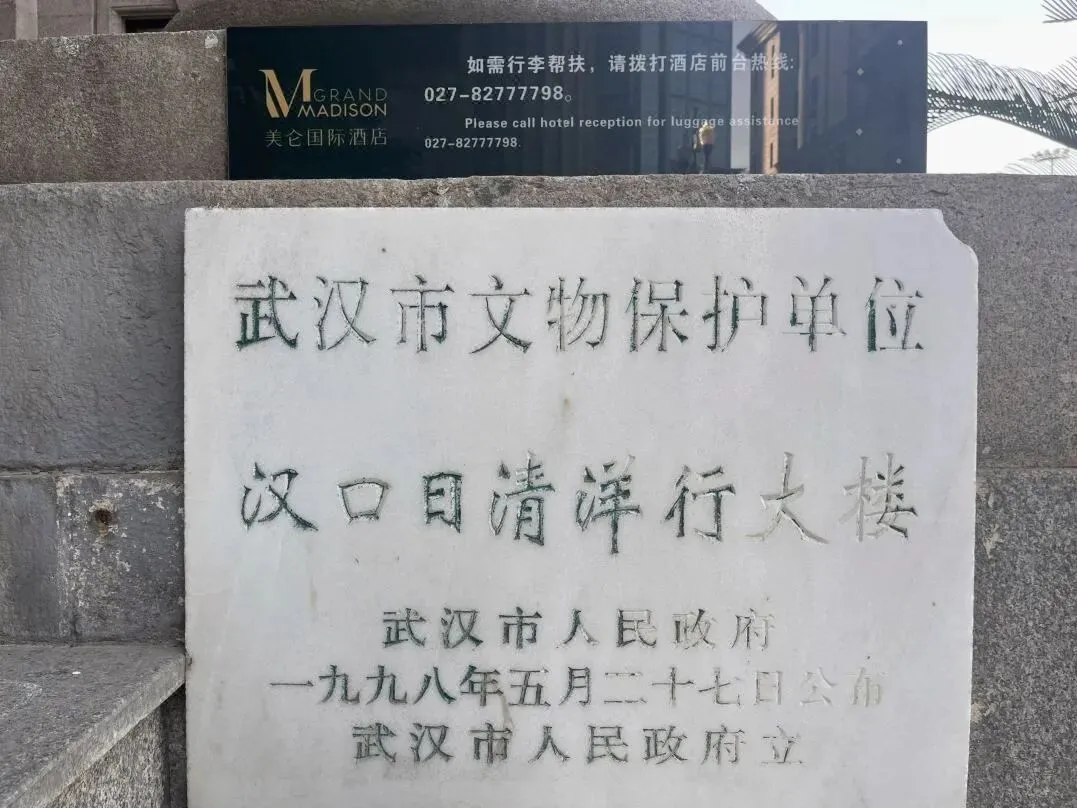 如需行李帮扶，请拨打酒店前台热线:
027-82777798。
Please call hotel reception for luggage assistance
027-82777798.
M GRAND
MADISON
美仑国际酒店
武汉市文物保护单位
汉口日清洋行大楼
武汉市人民政府
一九九八年五月二十七日公布
武汉市人民政府立